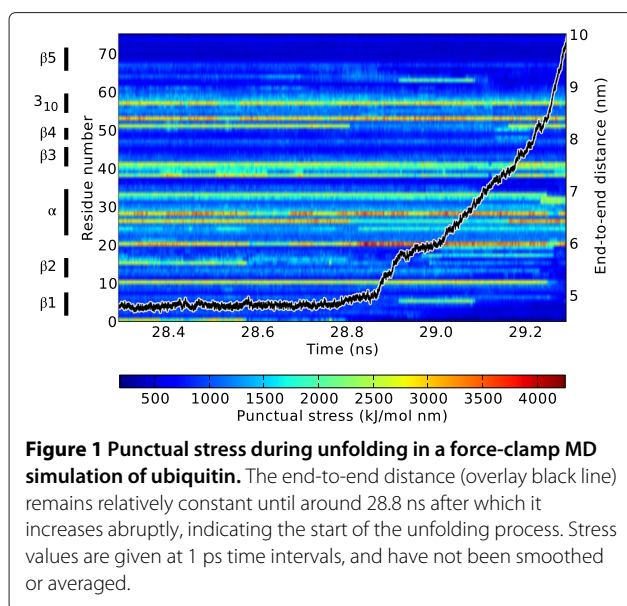 10
70
β5
60
9
3₁₀
50
β4
8
β3
40
Residue number
End-to-end distance (nm)
30
7
α
20
6
β2
10
5
β1
0
28.4 28.6 28.8 29.0 29.2
Time (ns)
500 1000 1500 2000 2500 3000 3500 4000
Punctual stress (kJ/mol nm)
Figure 1 Punctual stress during unfolding in a force-clamp MD
simulation of ubiquitin. The end-to-end distance (overlay black line)
remains relatively constant until around 28.8 ns after which it
increases abruptly, indicating the start of the unfolding process. Stress
values are given at 1 ps time intervals, and have not been smoothed
or averaged.